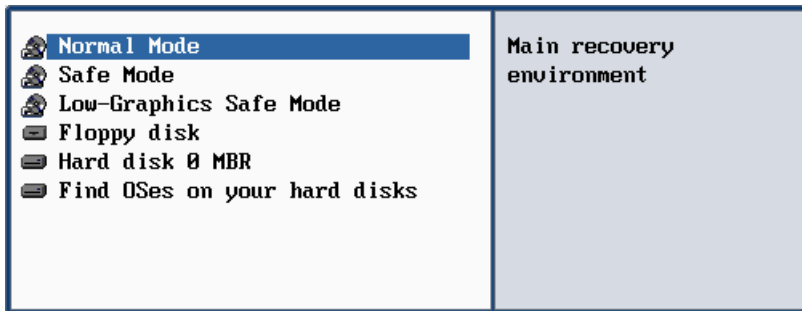 Normal Mode
Safe Mode
Low-Graphics Safe Mode
Floppy disk
Hard disk 0 MBR
Find OSes on your hard disks
Main recovery
environment